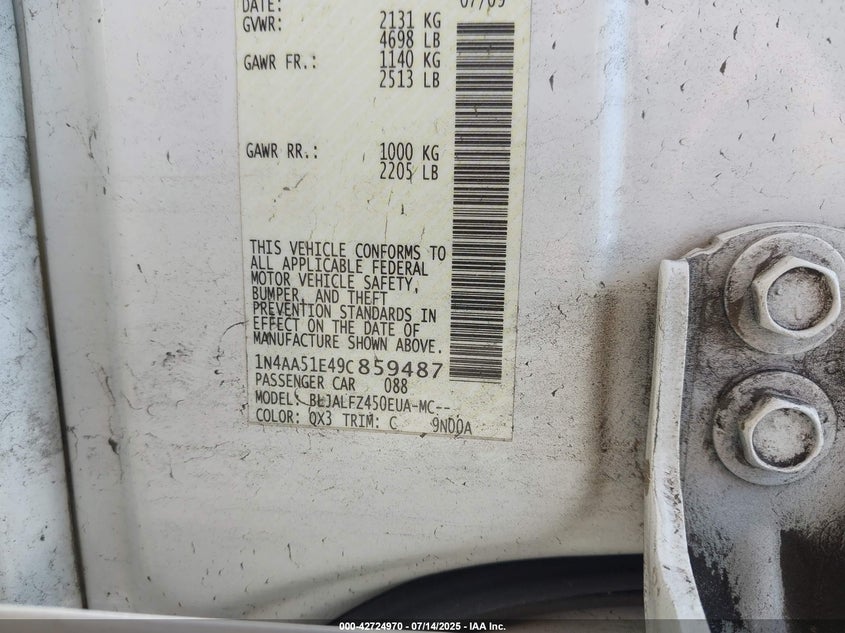 DATE: 07/09
GVWR: 2131 KG
4698 LB
GAWR FR.: 1140 KG
2513 LB
GAWR RR.: 1000 KG
2205 LB
THIS VEHICLE CONFORMS TO
ALL APPLICABLE FEDERAL
MOTOR VEHICLE SAFETY,
BUMPER, AND THEFT
PREVENTION STANDARDS IN
EFFECT ON THE DATE OF
MANUFACTURE SHOWN ABOVE.
1N4AA51E49C859487
PASSENGER CAR 088
MODEL: BLJALFZ450EUA-MC--
COLOR: QX3 TRIM: C 9N00A
000-42724970 - 07/14/2025 - IAA Inc.